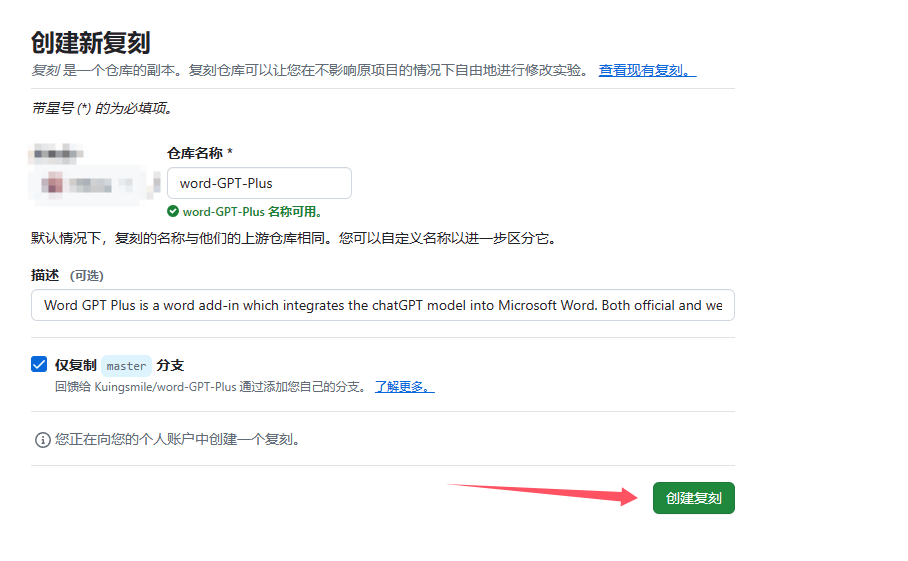 创建新复刻
复刻 是一个仓库的副本。复刻仓库可以让您在不影响原项目的情况下自由地进行修改实验。 查看现有复刻。
带星号 (*) 的为必填项。
仓库名称 *
word-GPT-Plus
word-GPT-Plus 名称可用。
默认情况下，复刻的名称与他们的上游仓库相同。您可以自定义名称以进一步区分它。
描述 (可选)
Word GPT Plus is a word add-in which integrates the chatGPT model into Microsoft Word. Both official and we
仅复制 master 分支
回馈给 Kuingsmile/word-GPT-Plus 通过添加您自己的分支。 了解更多。
您正在向您的个人账户中创建一个复刻。
创建复刻